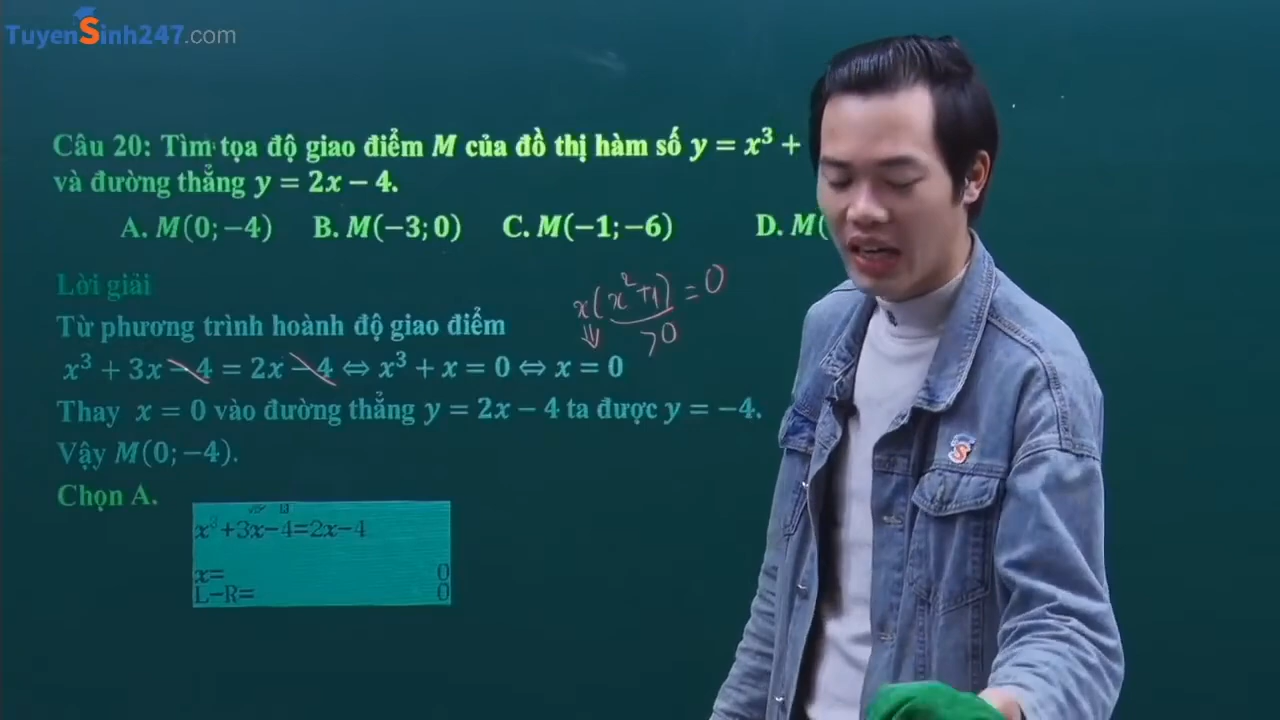 TuyenSinh247.com
Câu 20: Tìm tọa độ giao điểm M của đồ thị hàm số y = x³ +
và đường thẳng y = 2x − 4.
A. M(0; −4) B. M(−3; 0) C. M(−1; −6) D. M(
Lời giải
x(x²+1) = 0
>0
Từ phương trình hoành độ giao điểm
x³ + 3x − 4 = 2x − 4 ⇔ x³ + x = 0 ⇔ x = 0
Thay x = 0 vào đường thẳng y = 2x − 4 ta được y = −4.
Vậy M(0; −4).
Chọn A.
x³+3x−4=2x−4
x= 0
L−R= 0
S